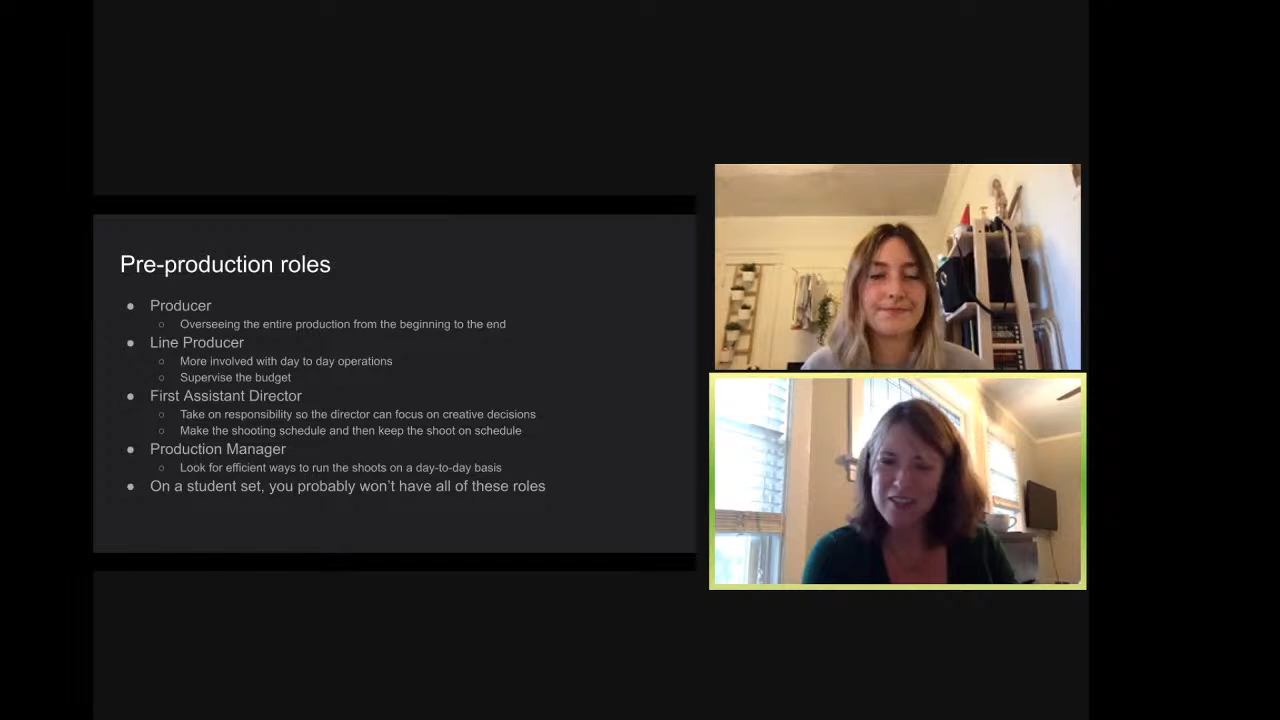 Pre-production roles
● Producer
○ Overseeing the entire production from the beginning to the end
● Line Producer
○ More involved with day to day operations
○ Supervise the budget
● First Assistant Director
○ Take on responsibility so the director can focus on creative decisions
○ Make the shooting schedule and then keep the shoot on schedule
● Production Manager
○ Look for efficient ways to run the shoots on a day-to-day basis
● On a student set, you probably won’t have all of these roles